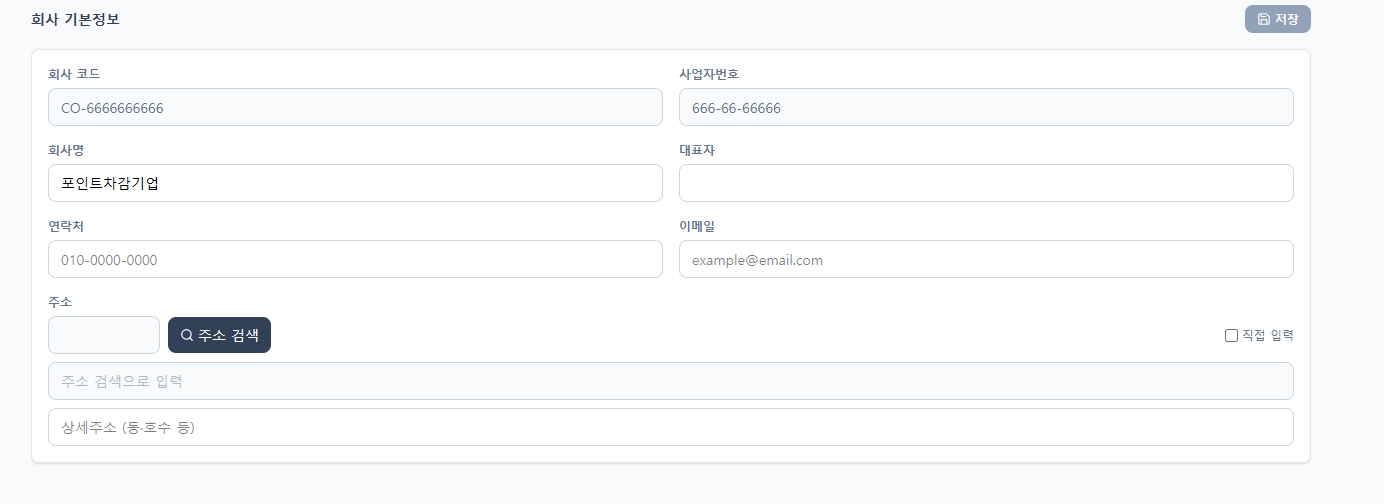 회사 기본정보
저장
회사 코드
사업자번호
CO-6666666666
666-66-66666
회사명
대표자
포인트차감기업
연락처
이메일
010-0000-0000
example@email.com
주소
주소 검색
직접 입력
주소 검색으로 입력
상세주소 (동·호수 등)